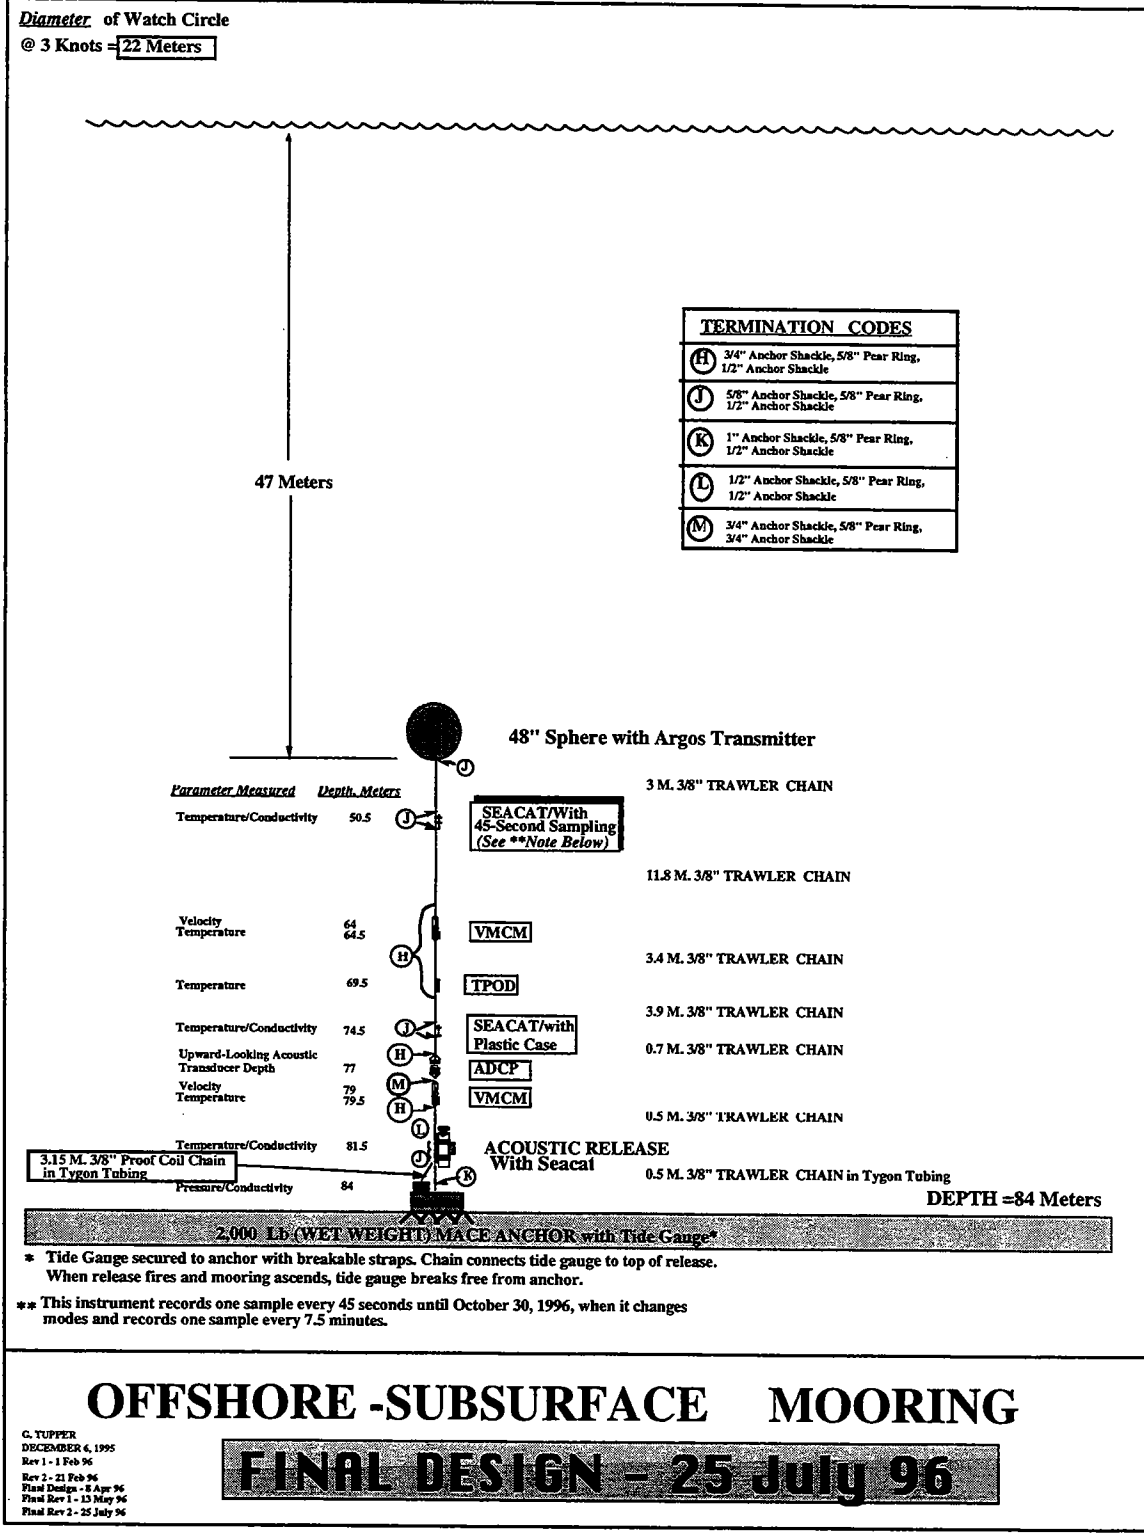 Diameter of Watch Circle
@ 3 Knots = 22 Meters
TERMINATION CODES
H 3/4" Anchor Shackle, 5/8" Pear Ring,
1/2" Anchor Shackle
J 5/8" Anchor Shackle, 5/8" Pear Ring,
1/2" Anchor Shackle
K 1" Anchor Shackle, 5/8" Pear Ring,
1/2" Anchor Shackle
L 1/2" Anchor Shackle, 5/8" Pear Ring,
1/2" Anchor Shackle
M 3/4" Anchor Shackle, 5/8" Pear Ring,
3/4" Anchor Shackle
47 Meters
48" Sphere with Argos Transmitter
J
3 M. 3/8" TRAWLER CHAIN
Parameter Measured Depth, Meters
Temperature/Conductivity 50.5 J
SEACAT/With
45-Second Sampling
(See **Note Below)
11.8 M. 3/8" TRAWLER CHAIN
Velocity 64
Temperature 64.5
VMCM
H
3.4 M. 3/8" TRAWLER CHAIN
Temperature 69.5
TPOD
3.9 M. 3/8" TRAWLER CHAIN
Temperature/Conductivity 74.5 J
SEACAT/with
Plastic Case
0.7 M. 3/8" TRAWLER CHAIN
H
Upward-Looking Acoustic
Transducer Depth 77
ADCP
M
Velocity 79
Temperature 79.5
VMCM
H
0.5 M. 3/8" TRAWLER CHAIN
L
Temperature/Conductivity 81.5
ACOUSTIC RELEASE
With Seacat
J
3.15 M. 3/8" Proof Coil Chain
in Tygon Tubing
K
0.5 M. 3/8" TRAWLER CHAIN in Tygon Tubing
Pressure/Conductivity 84
DEPTH =84 Meters
2,000 Lb (WET WEIGHT) MACE ANCHOR with Tide Gauge*
* Tide Gauge secured to anchor with breakable straps. Chain connects tide gauge to top of release.
When release fires and mooring ascends, tide gauge breaks free from anchor.
** This instrument records one sample every 45 seconds until October 30, 1996, when it changes
modes and records one sample every 7.5 minutes.
OFFSHORE -SUBSURFACE MOORING
G. TUPPER
DECEMBER 6, 1995
Rev 1 - 1 Feb 96
Rev 2 - 21 Feb 96
Final Design - 8 Apr 96
Final Rev 1 - 13 May 96
Final Rev 2 - 25 July 96
FINAL DESIGN - 25 July 96